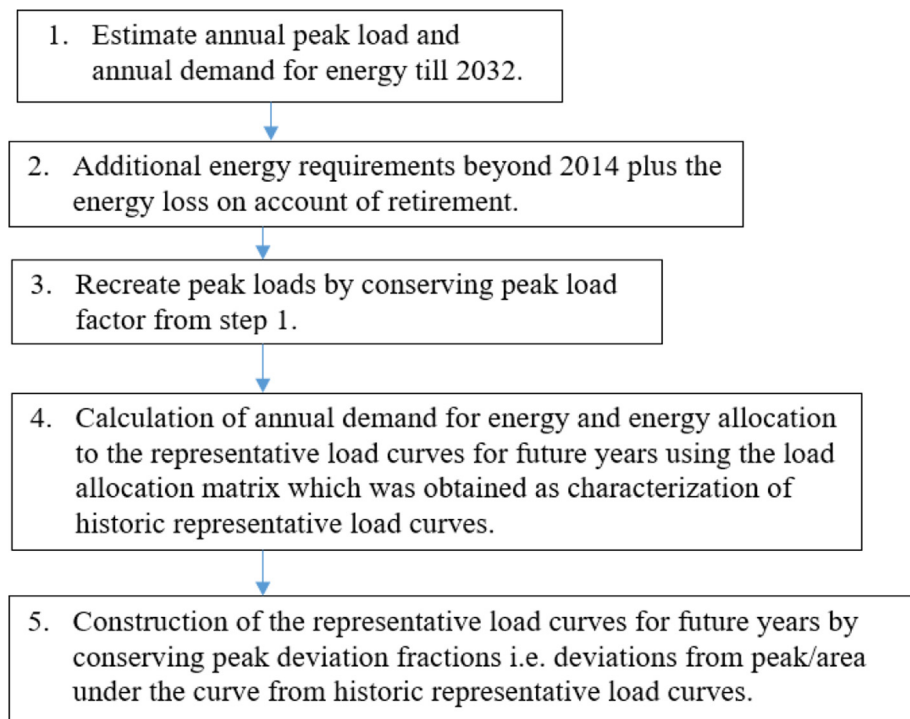 1. Estimate annual peak load and
annual demand for energy till 2032.
2. Additional energy requirements beyond 2014 plus the
energy loss on account of retirement.
3. Recreate peak loads by conserving peak load
factor from step 1.
4. Calculation of annual demand for energy and energy allocation
to the representative load curves for future years using the load
allocation matrix which was obtained as characterization of
historic representative load curves.
5. Construction of the representative load curves for future years by
conserving peak deviation fractions i.e. deviations from peak/area
under the curve from historic representative load curves.